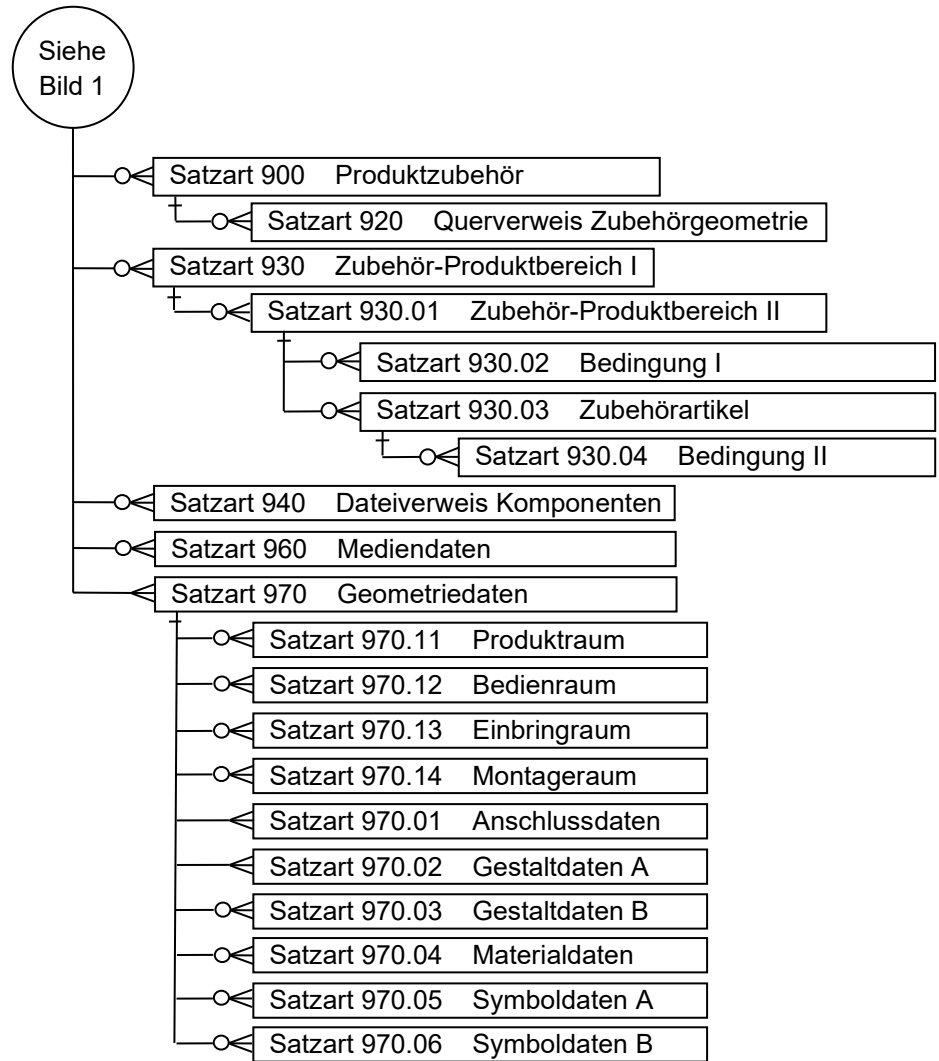 Siehe
Bild 1
Satzart 900 Produktzubehör
Satzart 920 Querverweis Zubehörgeometrie
Satzart 930 Zubehör-Produktbereich I
Satzart 930.01 Zubehör-Produktbereich II
Satzart 930.02 Bedingung I
Satzart 930.03 Zubehörartikel
Satzart 930.04 Bedingung II
Satzart 940 Dateiverweis Komponenten
Satzart 960 Mediendaten
Satzart 970 Geometriedaten
Satzart 970.11 Produktraum
Satzart 970.12 Bedienraum
Satzart 970.13 Einbringraum
Satzart 970.14 Montageraum
Satzart 970.01 Anschlussdaten
Satzart 970.02 Gestaltdaten A
Satzart 970.03 Gestaltdaten B
Satzart 970.04 Materialdaten
Satzart 970.05 Symboldaten A
Satzart 970.06 Symboldaten B